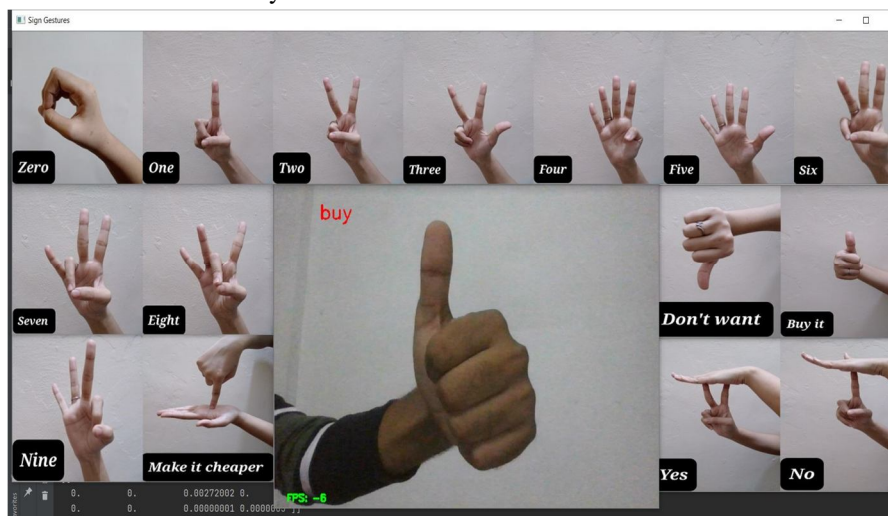 Sign Gestures
Zero
One
Two
Three
Four
Five
Six
Seven
Eight
buy
Don't want
Buy it
Nine
Make it cheaper
FPS: -6
Yes
No
0. 0. 0.00272002 0.
0. 0. 0.00000001 0.0000000 ]]